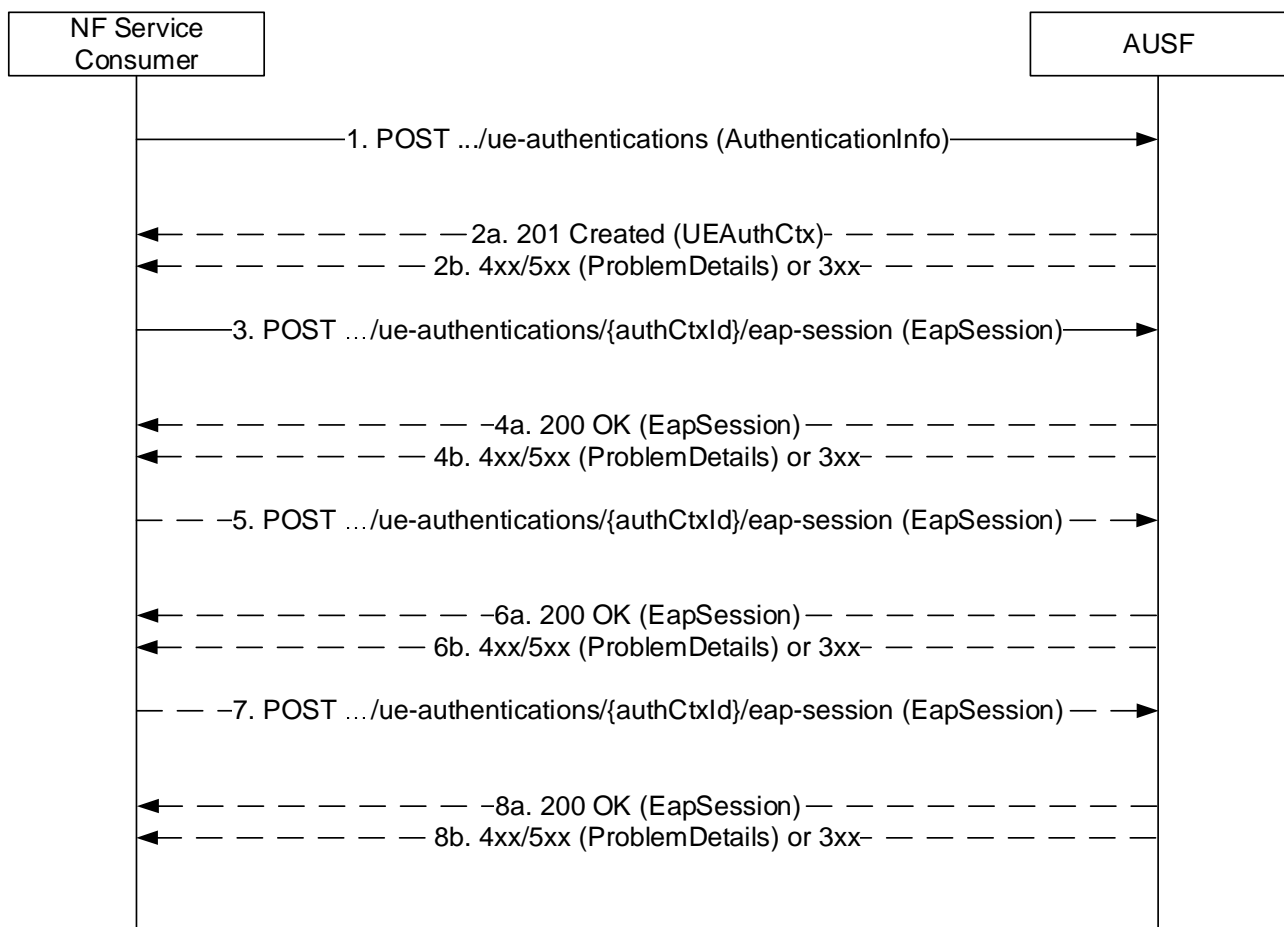 NF Service
Consumer
AUSF
1. POST .../ue-authentications (AuthenticationInfo)
2a. 201 Created (UEAuthCtx)
2b. 4xx/5xx (ProblemDetails) or 3xx
3. POST …/ue-authentications/{authCtxId}/eap-session (EapSession)
4a. 200 OK (EapSession)
4b. 4xx/5xx (ProblemDetails) or 3xx
5. POST …/ue-authentications/{authCtxId}/eap-session (EapSession)
6a. 200 OK (EapSession)
6b. 4xx/5xx (ProblemDetails) or 3xx
7. POST …/ue-authentications/{authCtxId}/eap-session (EapSession)
8a. 200 OK (EapSession)
8b. 4xx/5xx (ProblemDetails) or 3xx